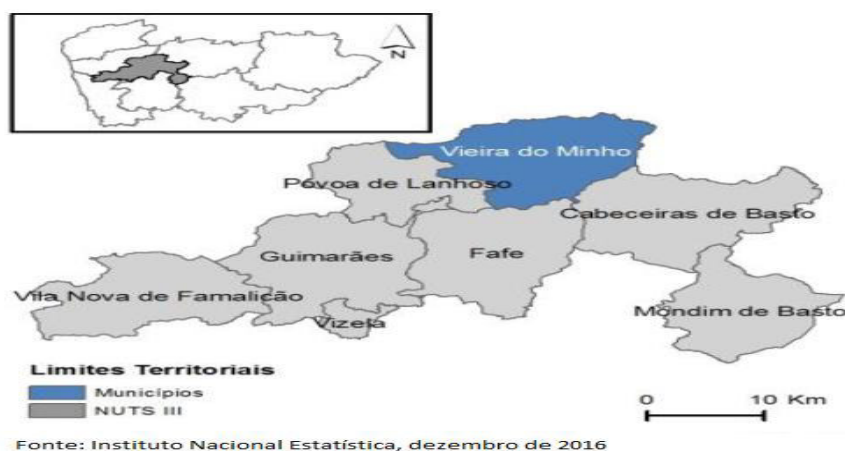 N
Vieira do Minho
Póvoa de Lanhoso
Cabeceiras de Basto
Guimarães
Fafe
Vila Nova de Famalicão
Mondim de Basto
Vizela
Limites Territoriais
Municípios
NUTS III
0 10 Km
Fonte: Instituto Nacional Estatística, dezembro de 2016